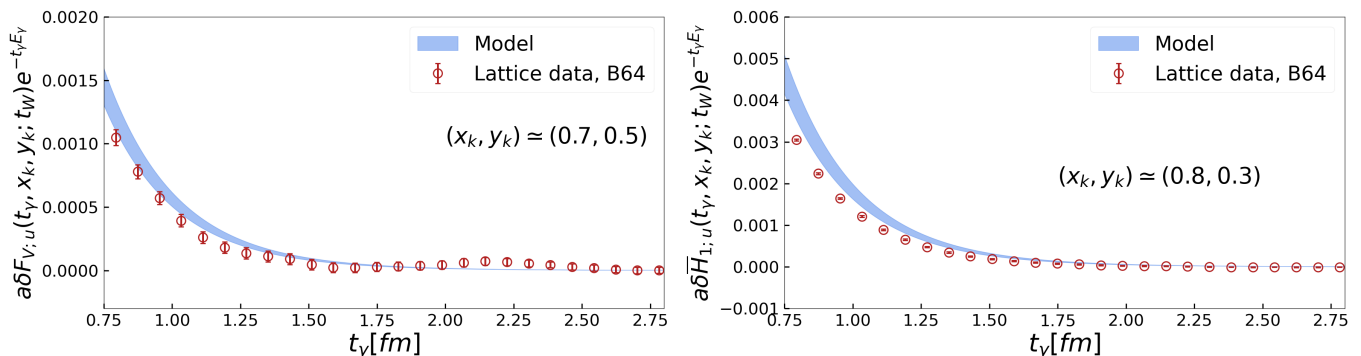 aδF_{V;u}(t_γ, x_k, y_k; t_W)e^{−t_γE_γ}
0.0020
0.0015
0.0010
0.0005
0.0000
Model
Lattice data, B64
(x_k, y_k) ≃ (0.7, 0.5)
0.75 1.00 1.25 1.50 1.75 2.00 2.25 2.50 2.75
t_γ[fm]
aδH̅_{1;u}(t_γ, x_k, y_k; t_W)e^{−t_γE_γ}
0.006
0.005
0.004
0.003
0.002
0.001
0.000
−0.001
Model
Lattice data, B64
(x_k, y_k) ≃ (0.8, 0.3)
0.75 1.00 1.25 1.50 1.75 2.00 2.25 2.50 2.75
t_γ[fm]